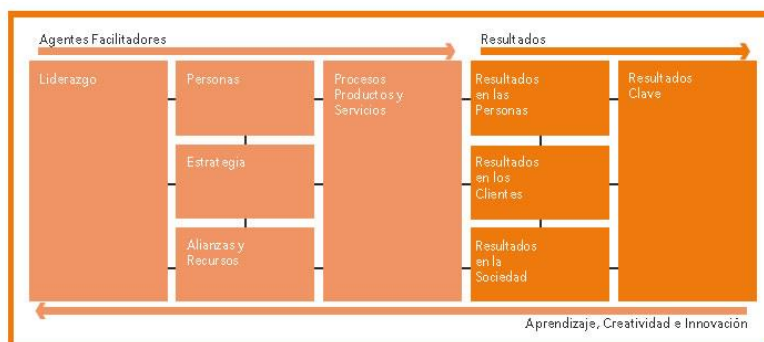 Agentes Facilitadores
Resultados
Liderazgo
Personas
Procesos
Productos y
Servicios
Resultados
en las
Personas
Resultados
Clave
Estrategia
Resultados
en los
Clientes
Alianzas y
Recursos
Resultados
en la
Sociedad
Aprendizaje, Creatividad e Innovación